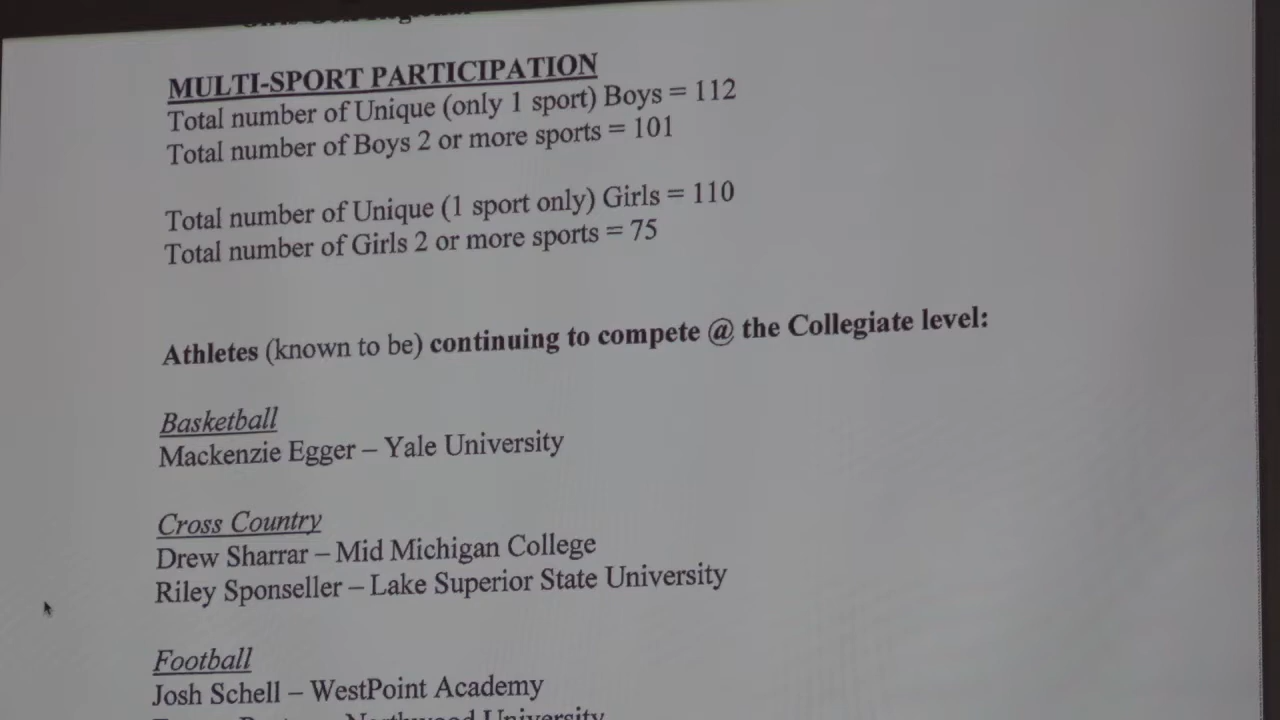 MULTI-SPORT PARTICIPATION
Total number of Unique (only 1 sport) Boys = 112
Total number of Boys 2 or more sports = 101
Total number of Unique (1 sport only) Girls = 110
Total number of Girls 2 or more sports = 75
Athletes (known to be) continuing to compete @ the Collegiate level:
Basketball
Mackenzie Egger – Yale University
Cross Country
Drew Sharrar – Mid Michigan College
Riley Sponseller – Lake Superior State University
Football
Josh Schell – WestPoint Academy
Northwood University